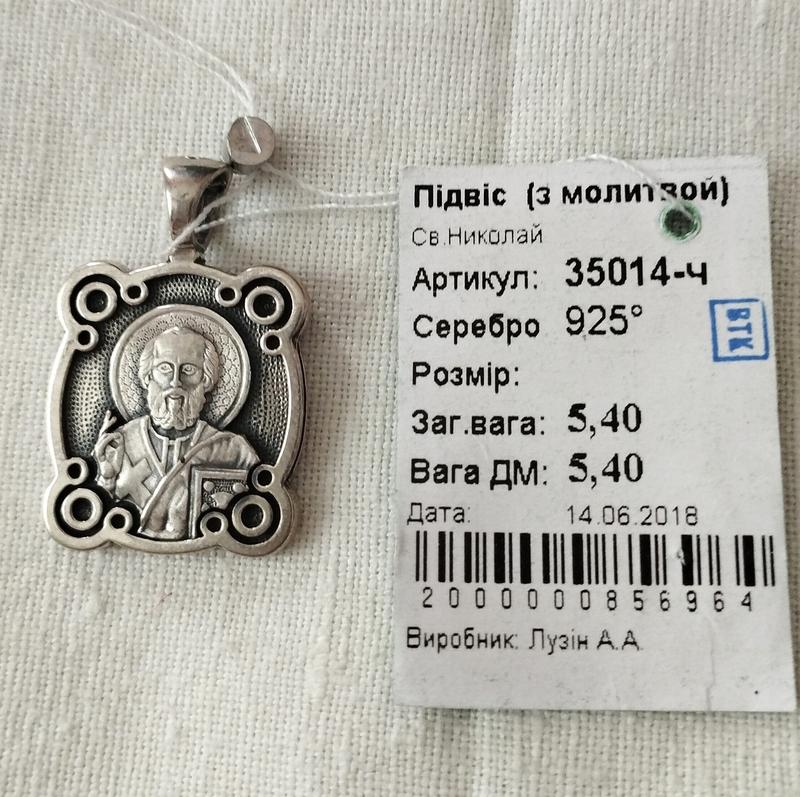 Підвіс (з молитвой)
Св.Николай
Артикул: 35014-ч
Серебро 925°
ВТК
Розмір:
Заг.вага: 5,40
Вага ДМ: 5,40
Дата: 14.06.2018
2000000856964
Виробник: Лузін А.А.